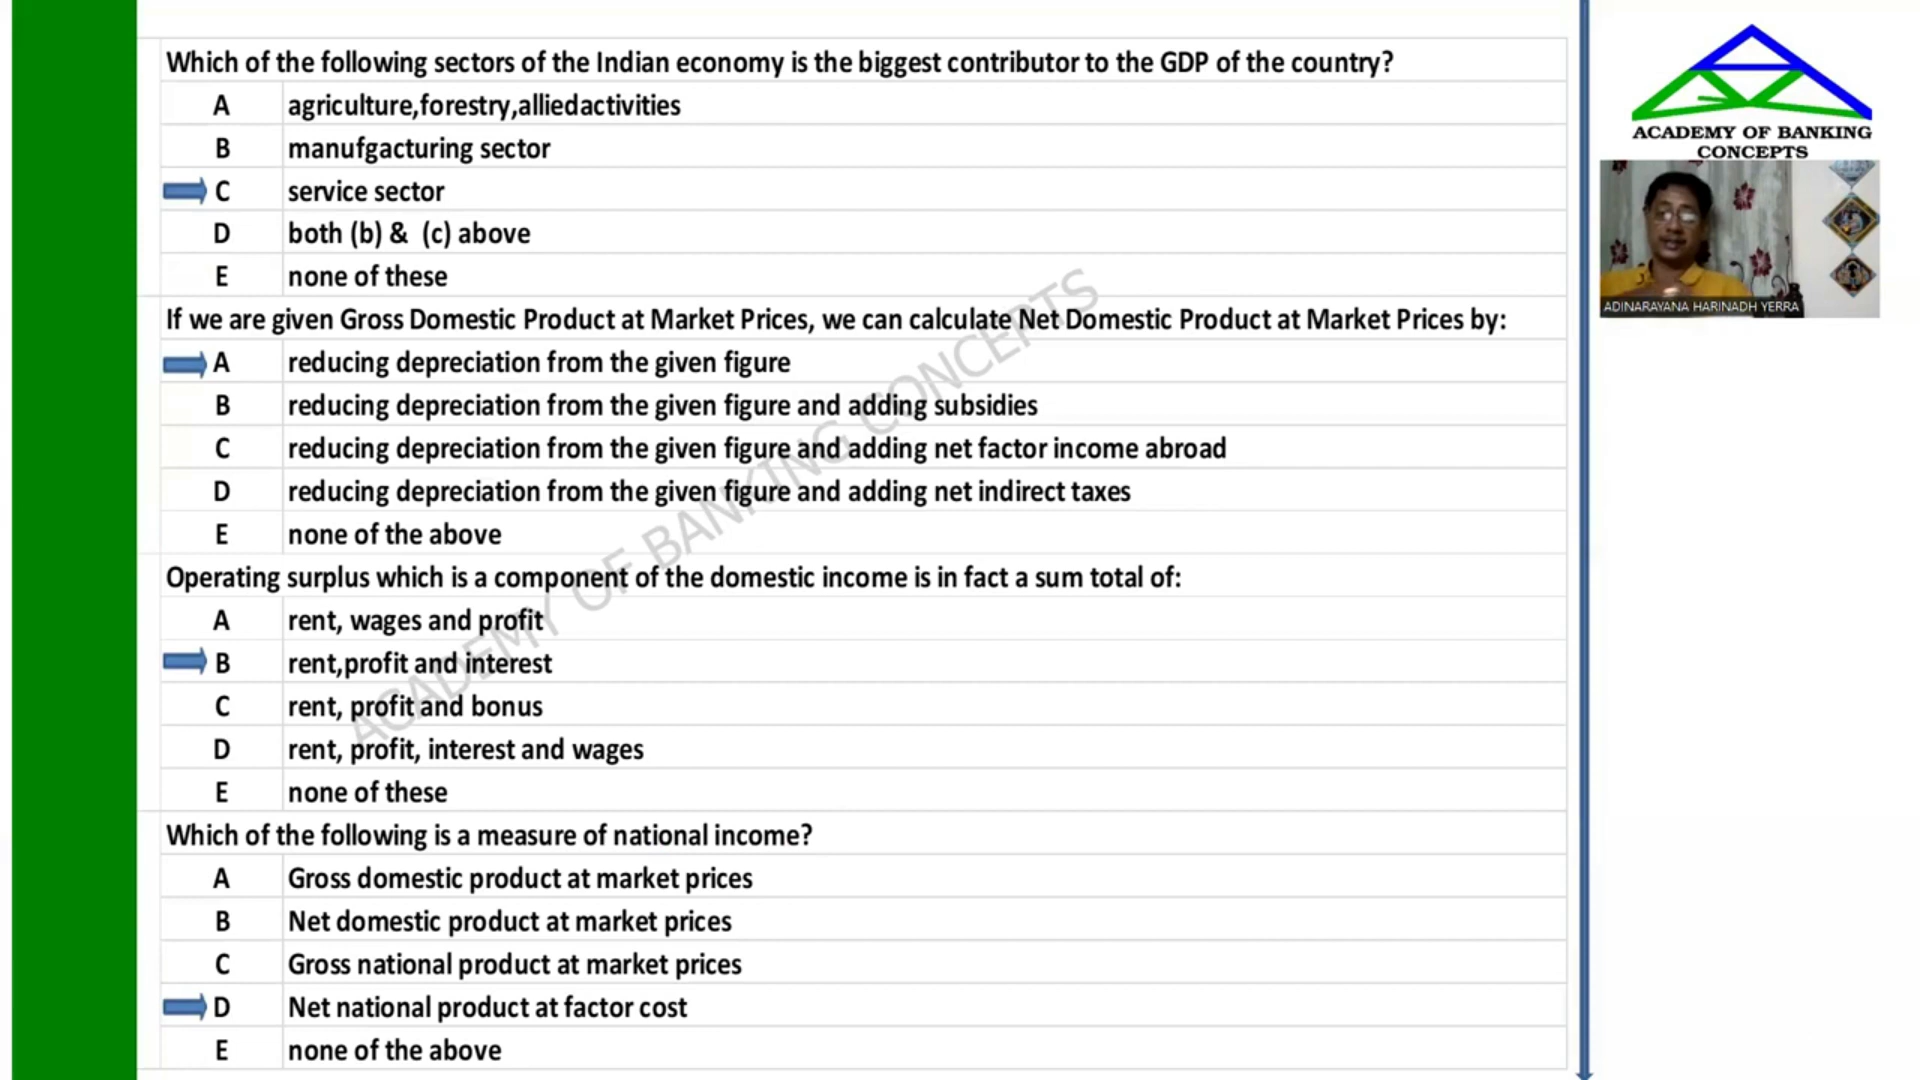 Which of the following sectors of the Indian economy is the biggest contributor to the GDP of the country?
A agriculture,forestry,alliedactivities
B manufgacturing sector
C service sector
D both (b) & (c) above
E none of these
If we are given Gross Domestic Product at Market Prices, we can calculate Net Domestic Product at Market Prices by:
A reducing depreciation from the given figure
B reducing depreciation from the given figure and adding subsidies
C reducing depreciation from the given figure and adding net factor income abroad
D reducing depreciation from the given figure and adding net indirect taxes
E none of the above
Operating surplus which is a component of the domestic income is in fact a sum total of:
A rent, wages and profit
B rent,profit and interest
C rent, profit and bonus
D rent, profit, interest and wages
E none of these
Which of the following is a measure of national income?
A Gross domestic product at market prices
B Net domestic product at market prices
C Gross national product at market prices
D Net national product at factor cost
E none of the above
ACADEMY OF BANKING CONCEPTS
ACADEMY OF BANKING
CONCEPTS
ADINARAYANA HARINADH YERRA